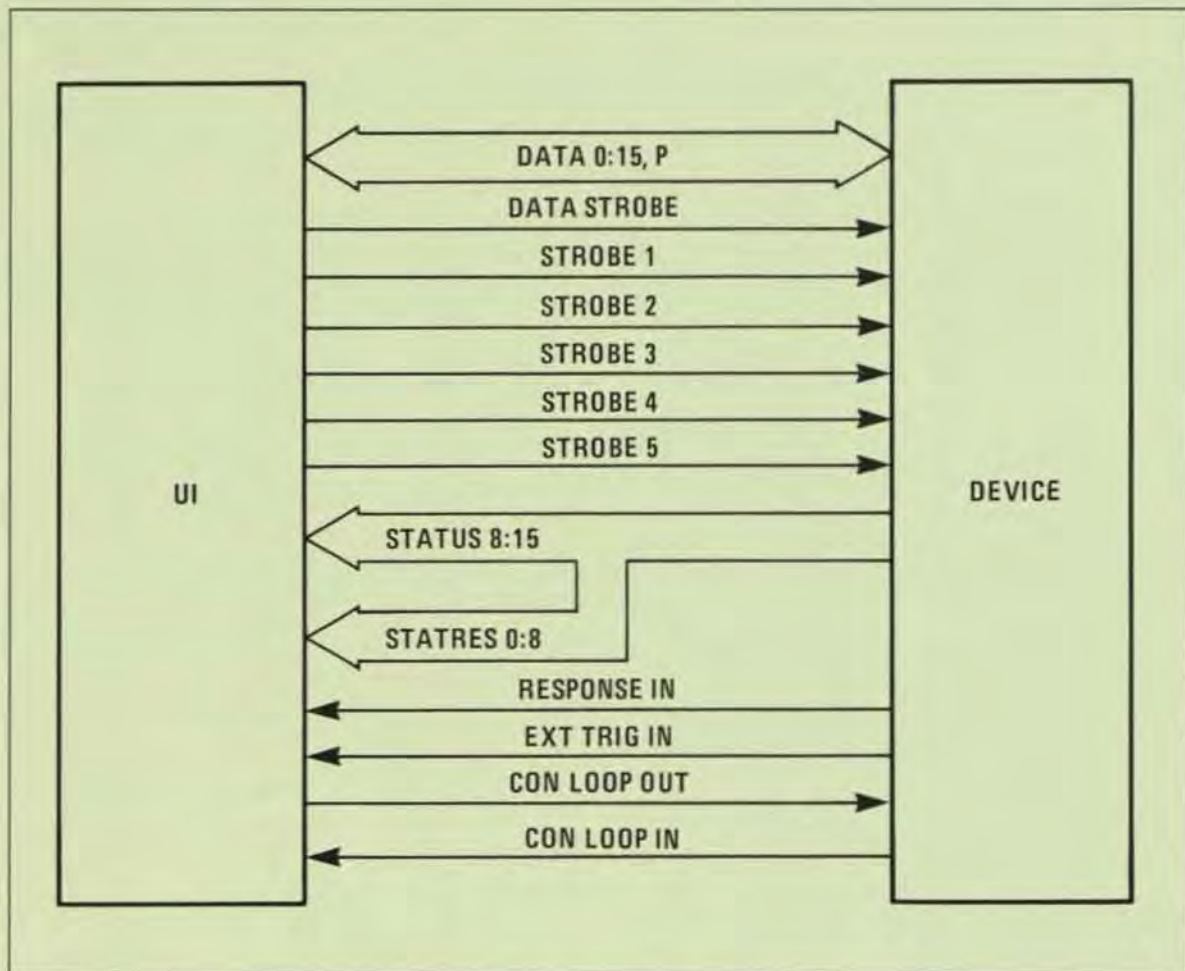 DATA 0:15, P
DATA STROBE
STROBE 1
STROBE 2
STROBE 3
STROBE 4
STROBE 5
UI
DEVICE
STATUS 8:15
STATRES 0:8
RESPONSE IN
EXT TRIG IN
CON LOOP OUT
CON LOOP IN